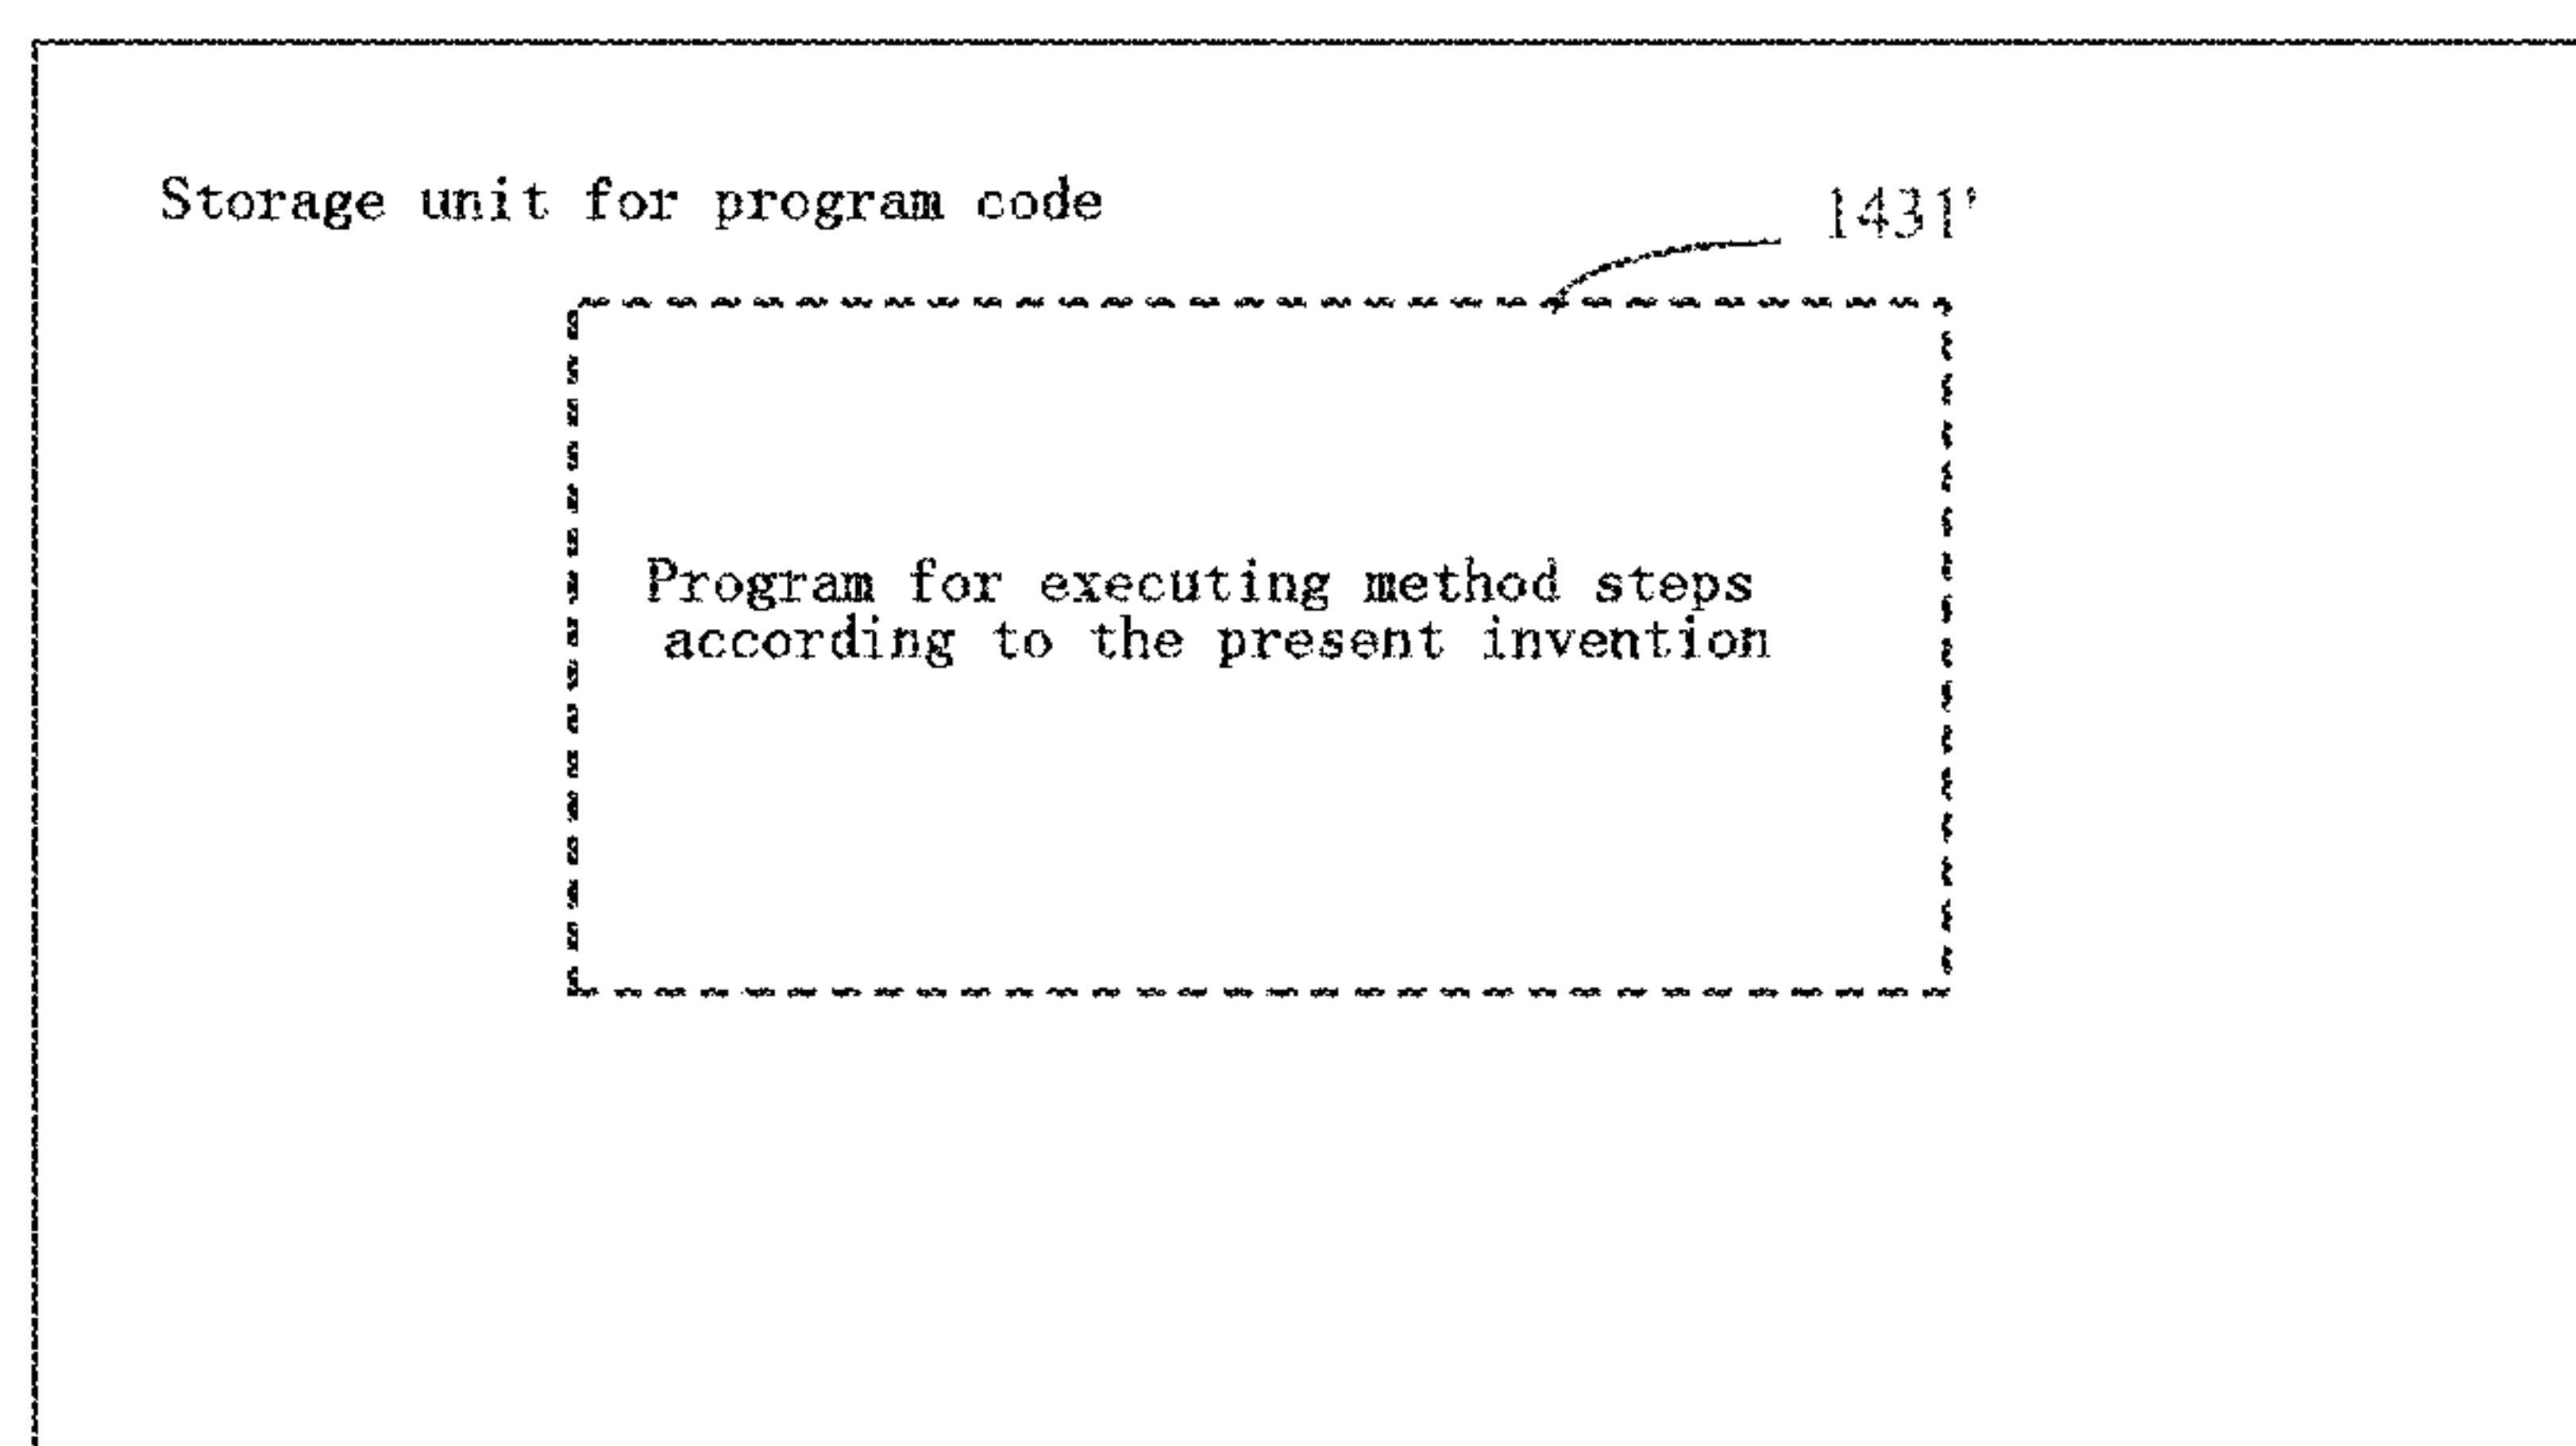 Storage unit for program code
1431'
Program for executing method steps
according to the present invention